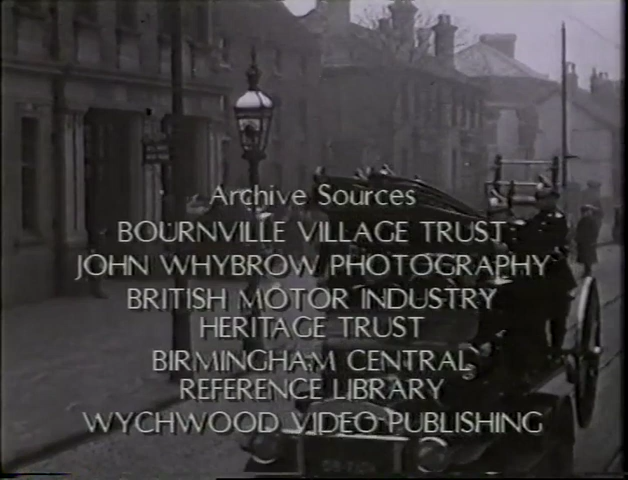 Archive Sources
BOURNVILLE VILLAGE TRUST
JOHN WHYBROW PHOTOGRAPHY
BRITISH MOTOR INDUSTRY
HERITAGE TRUST
BIRMINGHAM CENTRAL
REFERENCE LIBRARY
WYCHWOOD VIDEO PUBLISHING